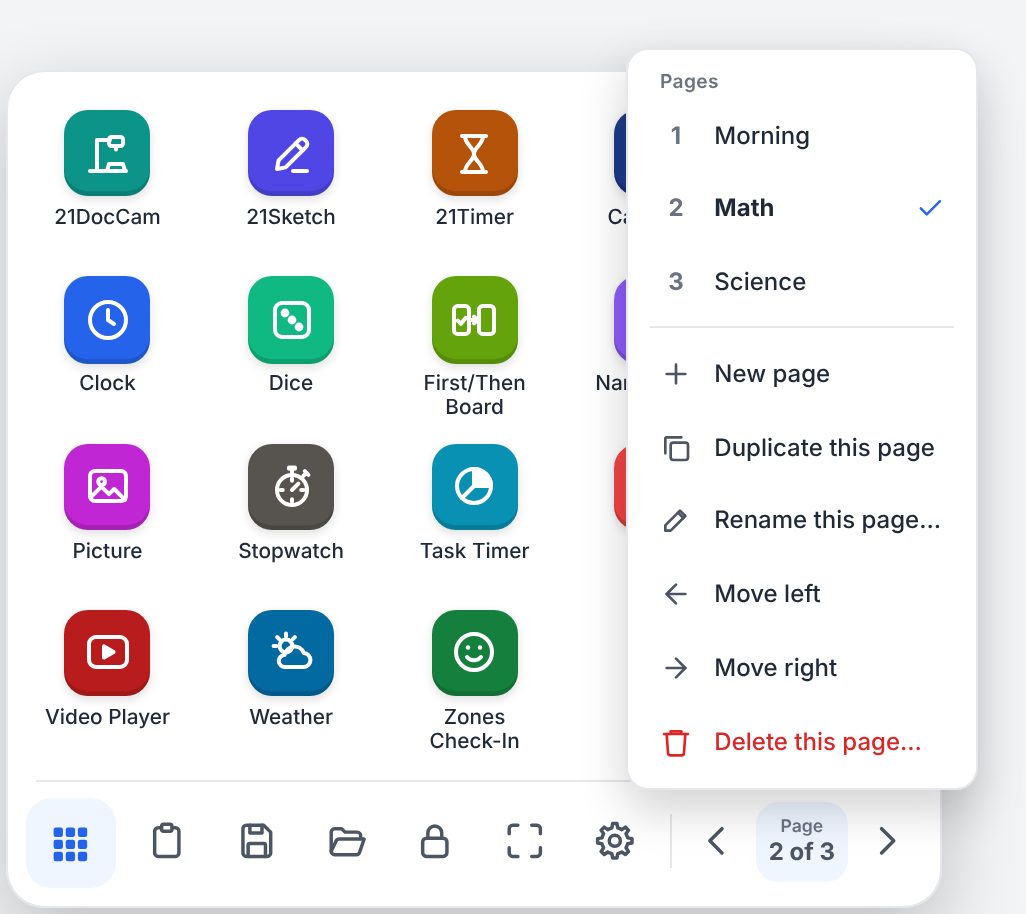 Pages
1 Morning
2 Math
3 Science
New page
Duplicate this page
Rename this page...
Move left
Move right
Delete this page...
21DocCam
21Sketch
21Timer
Clock
Dice
First/Then
Board
Picture
Stopwatch
Task Timer
Video Player
Weather
Zones
Check-In
Page
2 of 3